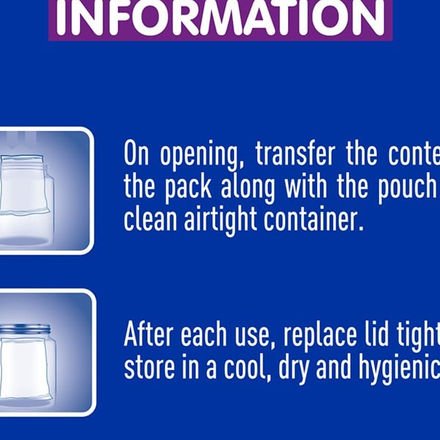 INFORMATION
On opening, transfer the conte
the pack along with the pouch
clean airtight container.
After each use, replace lid tight
store in a cool, dry and hygienic